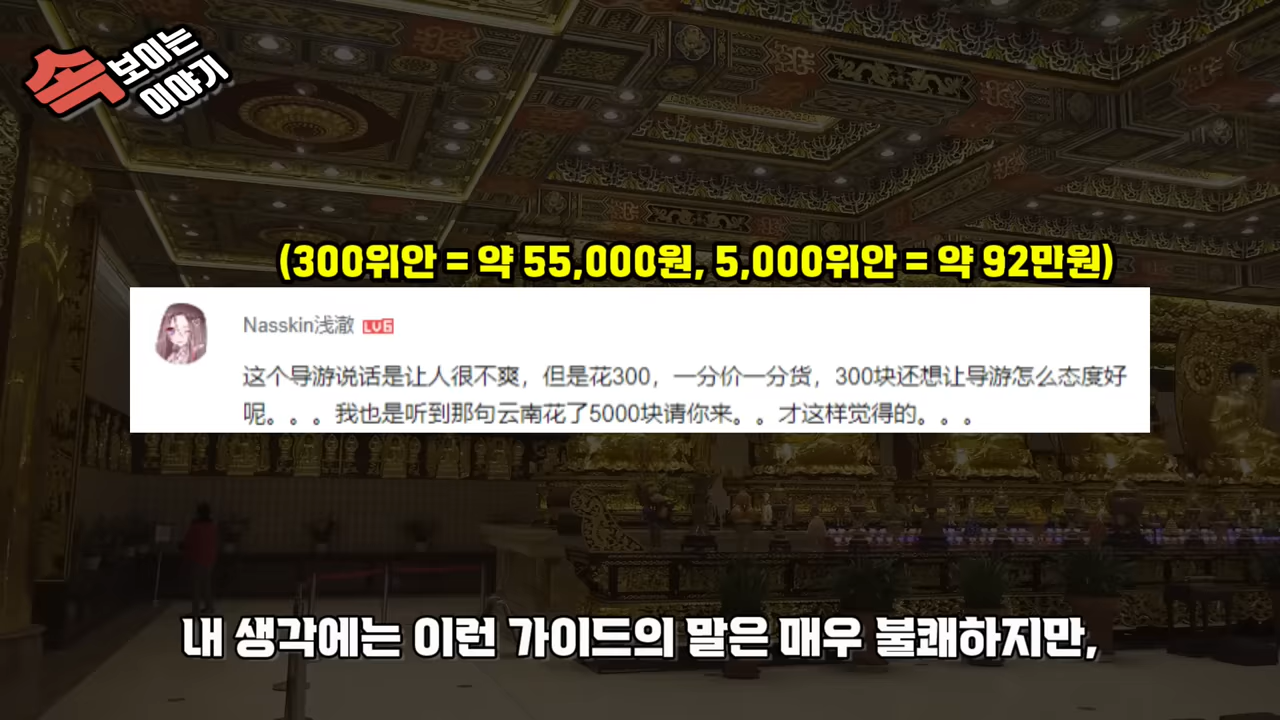 속보이는
이야기
(300위안 = 약 55,000원, 5,000위안 = 약 92만원)
Nasskin浅澈 LV6
这个导游说话是让人很不爽，但是花300，一分价一分货，300块还想让导游怎么态度好
呢。。。我也是听到那句云南花了5000块请你来。。才这样觉得的。。。
내 생각에는 이런 가이드의 말은 매우 불쾌하지만,